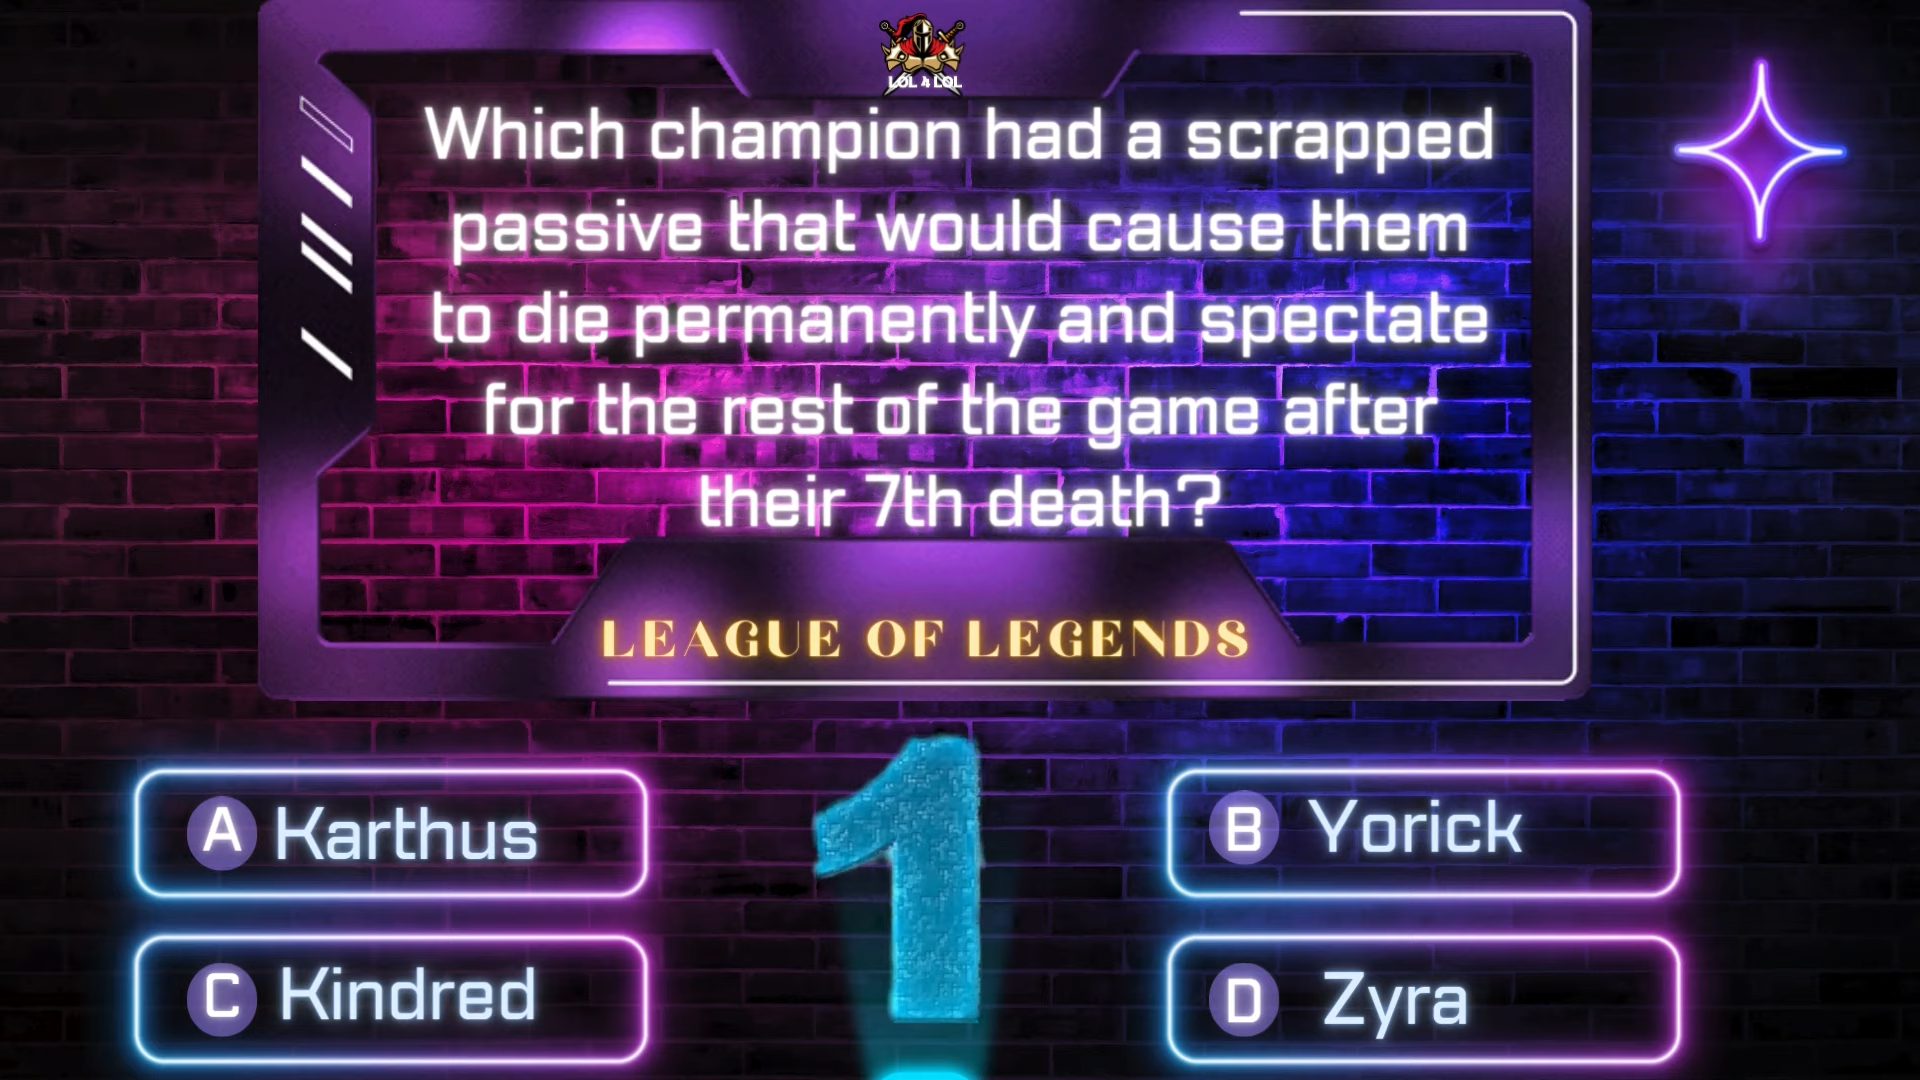 LOL 4 LOL
Which champion had a scrapped
passive that would cause them
to die permanently and spectate
for the rest of the game after
their 7th death?
LEAGUE OF LEGENDS
1
A Karthus
B Yorick
C Kindred
D Zyra